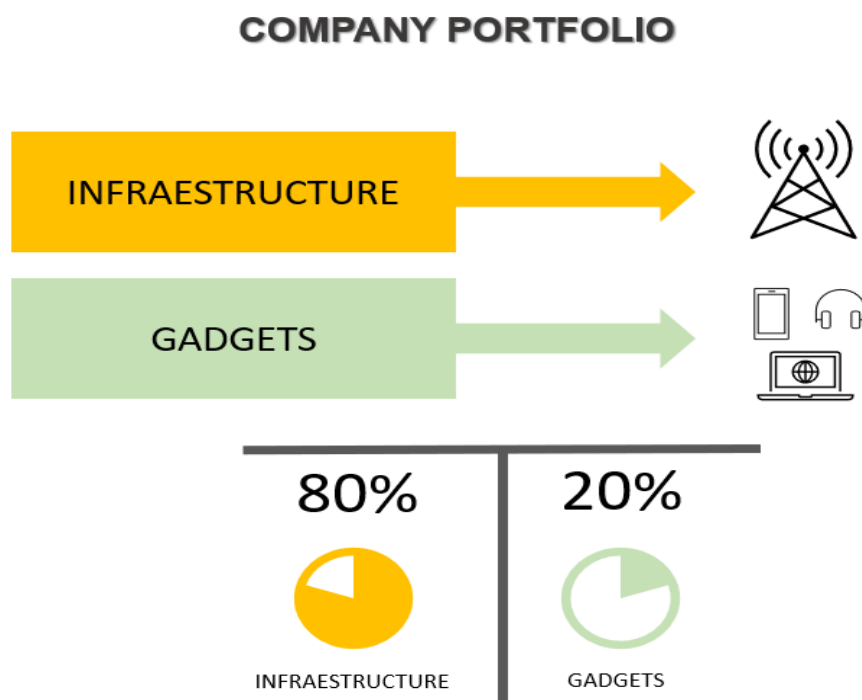 COMPANY PORTFOLIO
INFRAESTRUCTURE
GADGETS
80%
20%
INFRAESTRUCTURE
GADGETS